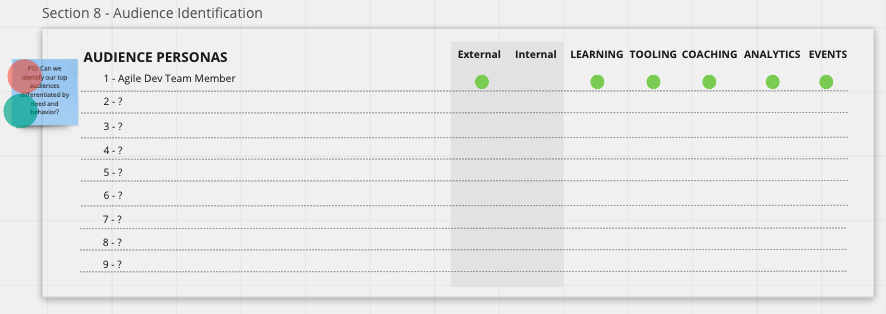 Section 8 - Audience Identification
AUDIENCE PERSONAS
External Internal LEARNING TOOLING COACHING ANALYTICS EVENTS
PO: Can we
identify our top
audiences
differentiated by
need and
behavior?
1 - Agile Dev Team Member
2 - ?
3 - ?
4 - ?
5 - ?
6 - ?
7 - ?
8 - ?
9 - ?